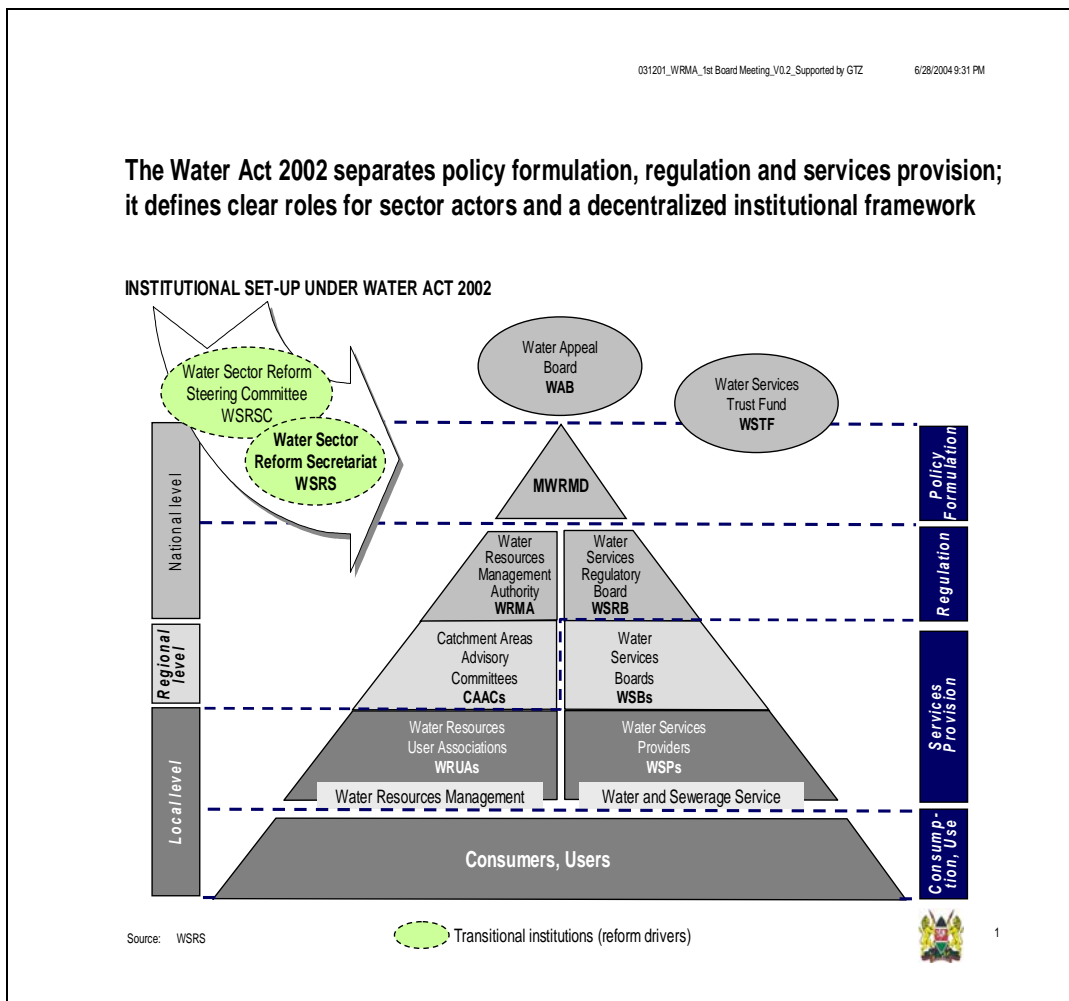 031201_WRMA_1st Board Meeting_V0.2_Supported by GTZ
6/28/2004 9:31 PM
The Water Act 2002 separates policy formulation, regulation and services provision;
it defines clear roles for sector actors and a decentralized institutional framework
INSTITUTIONAL SET-UP UNDER WATER ACT 2002
Water Sector Reform
Steering Committee
WSRSC
Water Sector
Reform Secretariat
WSRS
Water Appeal
Board
WAB
Water Services
Trust Fund
WSTF
National level
Regional
level
Local level
MWRMD
Water
Resources
Management
Authority
WRMA
Water
Services
Regulatory
Board
WSRB
Catchment Areas
Advisory
Committees
CAACs
Water
Services
Boards
WSBs
Water Resources
User Associations
WRUAs
Water Services
Providers
WSPs
Water Resources Management
Water and Sewerage Service
Consumers, Users
Policy
Formulation
Regulation
Services
Provision
Consump-
tion, Use
Source: WSRS
Transitional institutions (reform drivers)
1